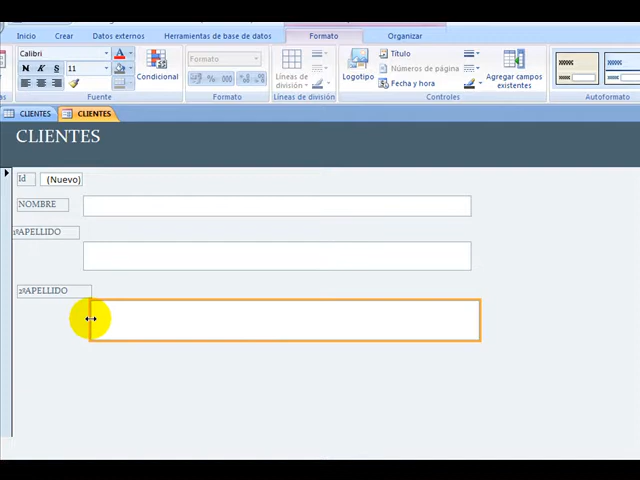 Inicio Crear Datos externos Herramientas de base de datos Formato Organizar
Calibri
N K S 11
Fuente
Condicional
Formato
Formato
Líneas de división
Líneas de división
Logotipo
Título
Números de página
Fecha y hora
Controles
Agregar campos existentes
Autoformato
CLIENTES CLIENTES
CLIENTES
Id (Nuevo)
NOMBRE
1ºAPELLIDO
2ºAPELLIDO